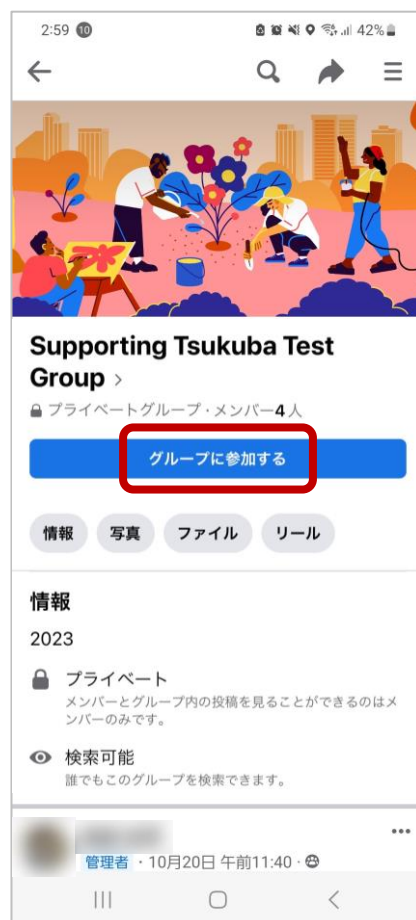 2:59 10 42%
Supporting Tsukuba Test
Group >
プライベートグループ・メンバー4人
グループに参加する
情報 写真 ファイル リール
情報
2023
プライベート
メンバーとグループ内の投稿を見ることができるのはメ
ンバーのみです。
検索可能
誰でもこのグループを検索できます。
管理者・10月20日 午前11:40・